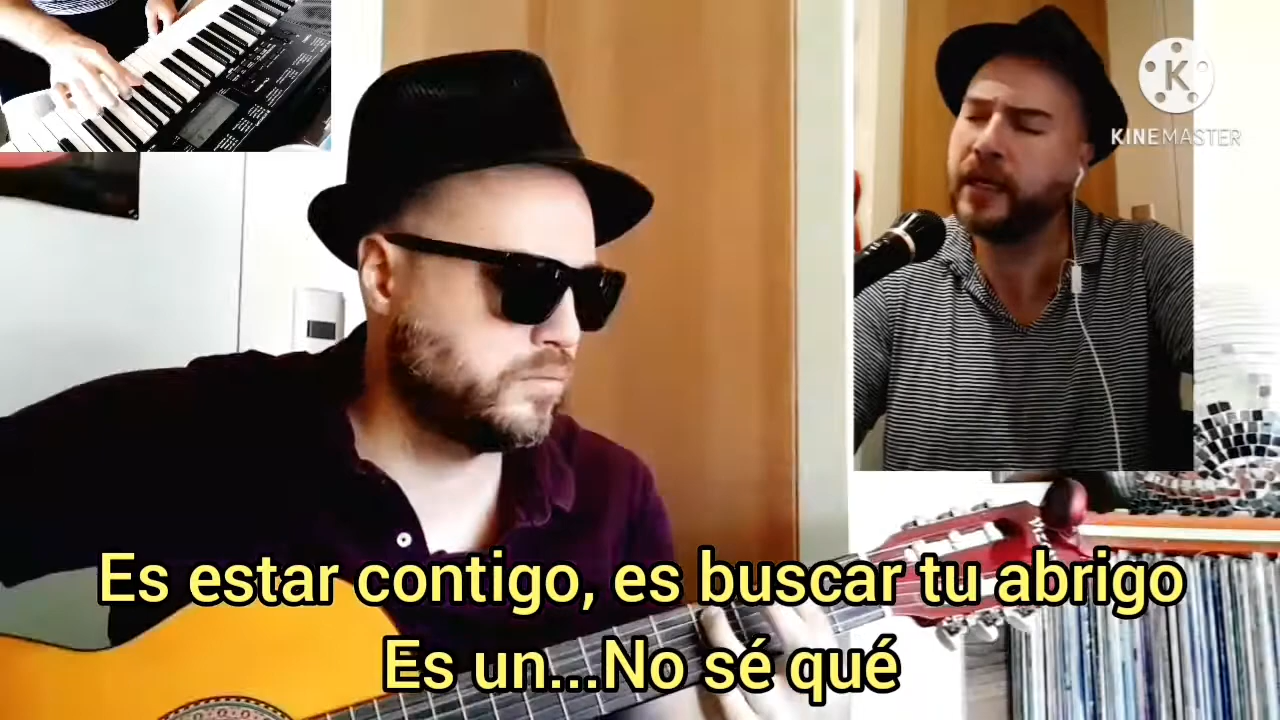 K
KINEMASTER
Es estar contigo, es buscar tu abrigo
Es un...No sé qué